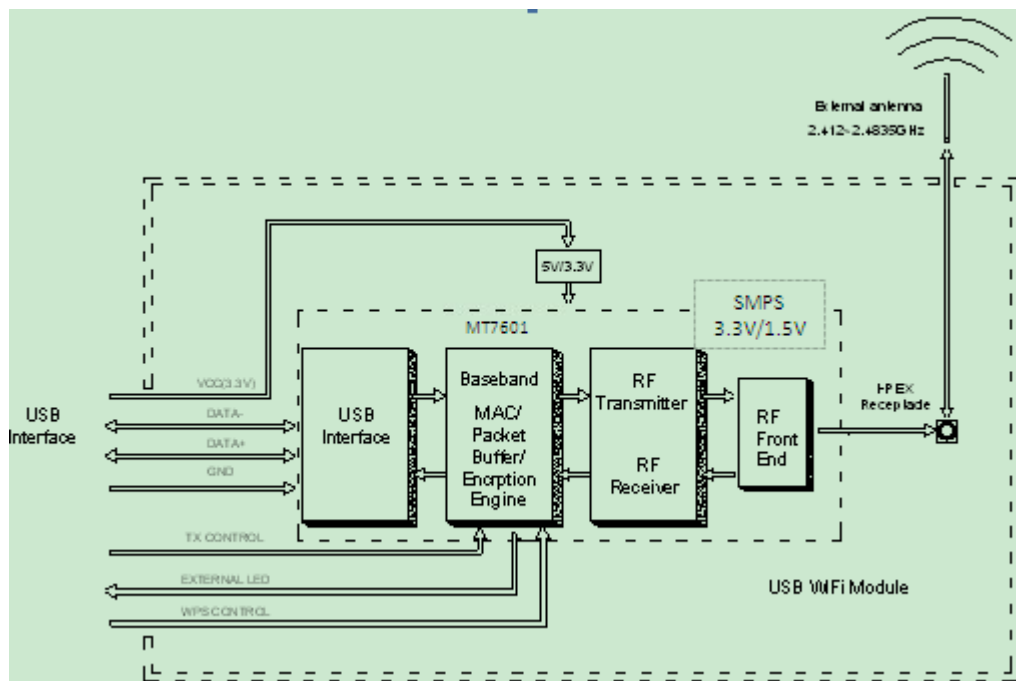 External antenna
2.412~2.4835GHz
5V/3.3V
SMPS
3.3V/1.5V
MT7601
VCC(3.3V)
DATA-
DATA+
GND
USB
Interface
USB
Interface
Baseband
MAC/
Packet
Buffer/
Encrption
Engine
RF
Transmitter
RF
Receiver
RF
Front
End
I-PEX
Receptade
TX CONTROL
EXTERNAL LED
WPS CONTROL
USB WiFi Module